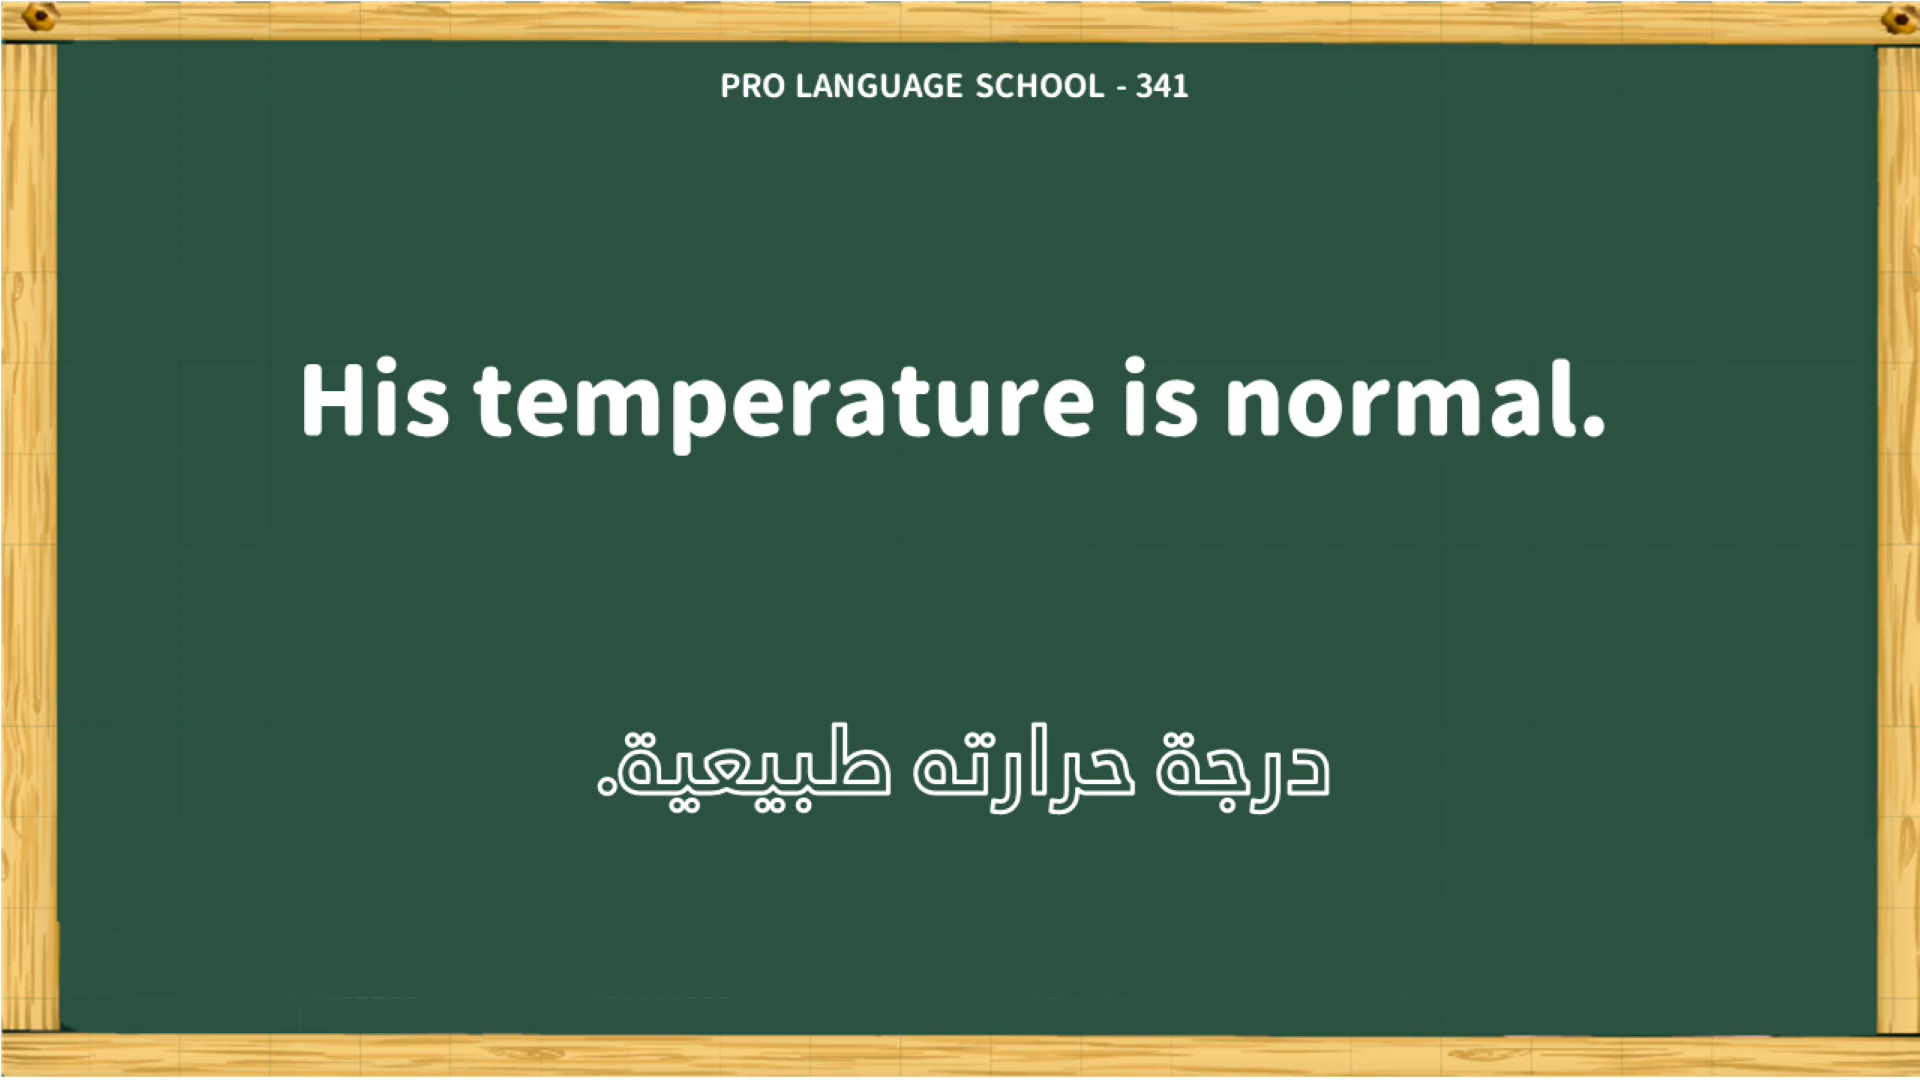 PRO LANGUAGE SCHOOL - 341
His temperature is normal.
درجة حرارته طبيعية.